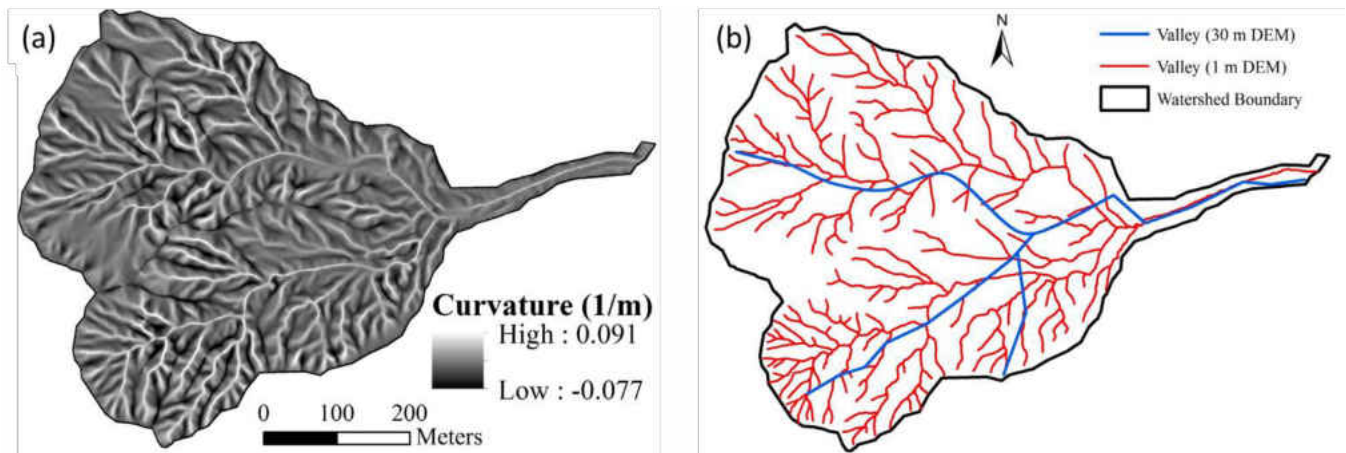 (a)
Curvature (1/m)
High : 0.091
Low : -0.077
0 100 200
Meters
(b)
N
Valley (30 m DEM)
Valley (1 m DEM)
Watershed Boundary